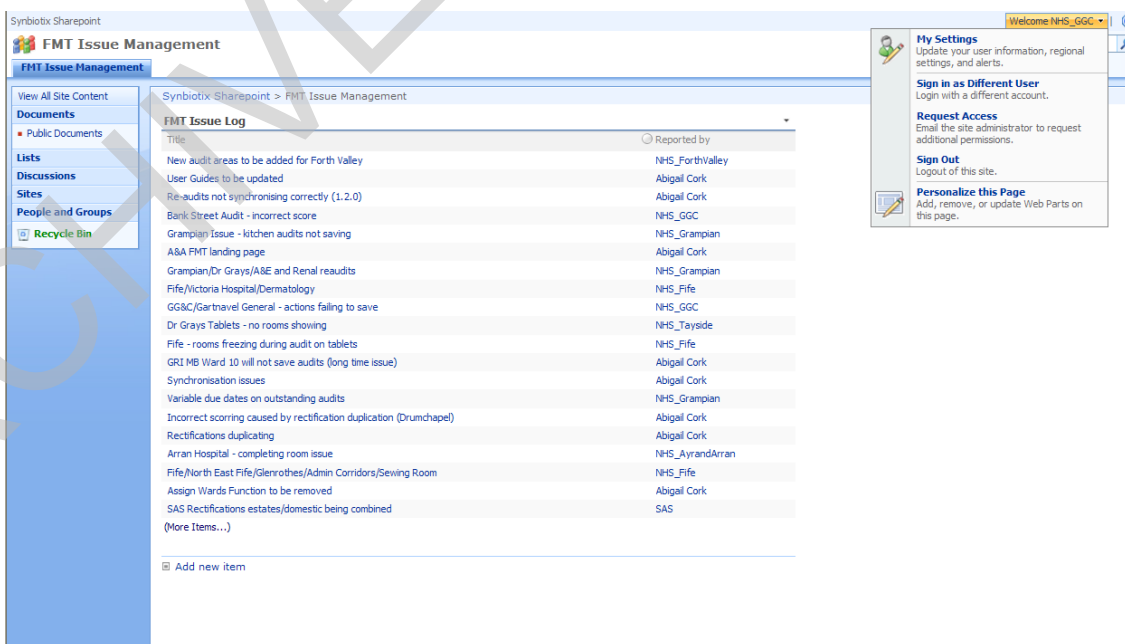 Synbiotix Sharepoint
Welcome NHS_GGC
FMT Issue Management
FMT Issue Management
My Settings
Update your user information, regional
settings, and alerts.
Sign in as Different User
Login with a different account.
Request Access
Email the site administrator to request
additional permissions.
Sign Out
Logout of this site.
Personalize this Page
Add, remove, or update Web Parts on
this page.
View All Site Content
Documents
Public Documents
Lists
Discussions
Sites
People and Groups
Recycle Bin
Synbiotix Sharepoint > FMT Issue Management
FMT Issue Log
Title Reported by
New audit areas to be added for Forth Valley NHS_ForthValley
User Guides to be updated Abigail Cork
Re-audits not synchronising correctly (1.2.0) Abigail Cork
Bank Street Audit - incorrect score NHS_GGC
Grampian Issue - kitchen audits not saving NHS_Grampian
A&A FMT landing page Abigail Cork
Grampian/Dr Grays/A&E and Renal reaudits NHS_Grampian
Fife/Victoria Hospital/Dermatology NHS_Fife
GG&C/Gartnavel General - actions failing to save NHS_GGC
Dr Grays Tablets - no rooms showing NHS_Tayside
Fife - rooms freezing during audit on tablets NHS_Fife
GRI MB Ward 10 will not save audits (long time issue) Abigail Cork
Synchronisation issues Abigail Cork
Variable due dates on outstanding audits NHS_Grampian
Incorrect scorring caused by rectification duplication (Drumchapel) Abigail Cork
Rectifications duplicating Abigail Cork
Arran Hospital - completing room issue NHS_AyrandArran
Fife/North East Fife/Glenrothes/Admin Corridors/Sewing Room NHS_Fife
Assign Wards Function to be removed Abigail Cork
SAS Rectifications estates/domestic being combined SAS
(More Items...)
Add new item